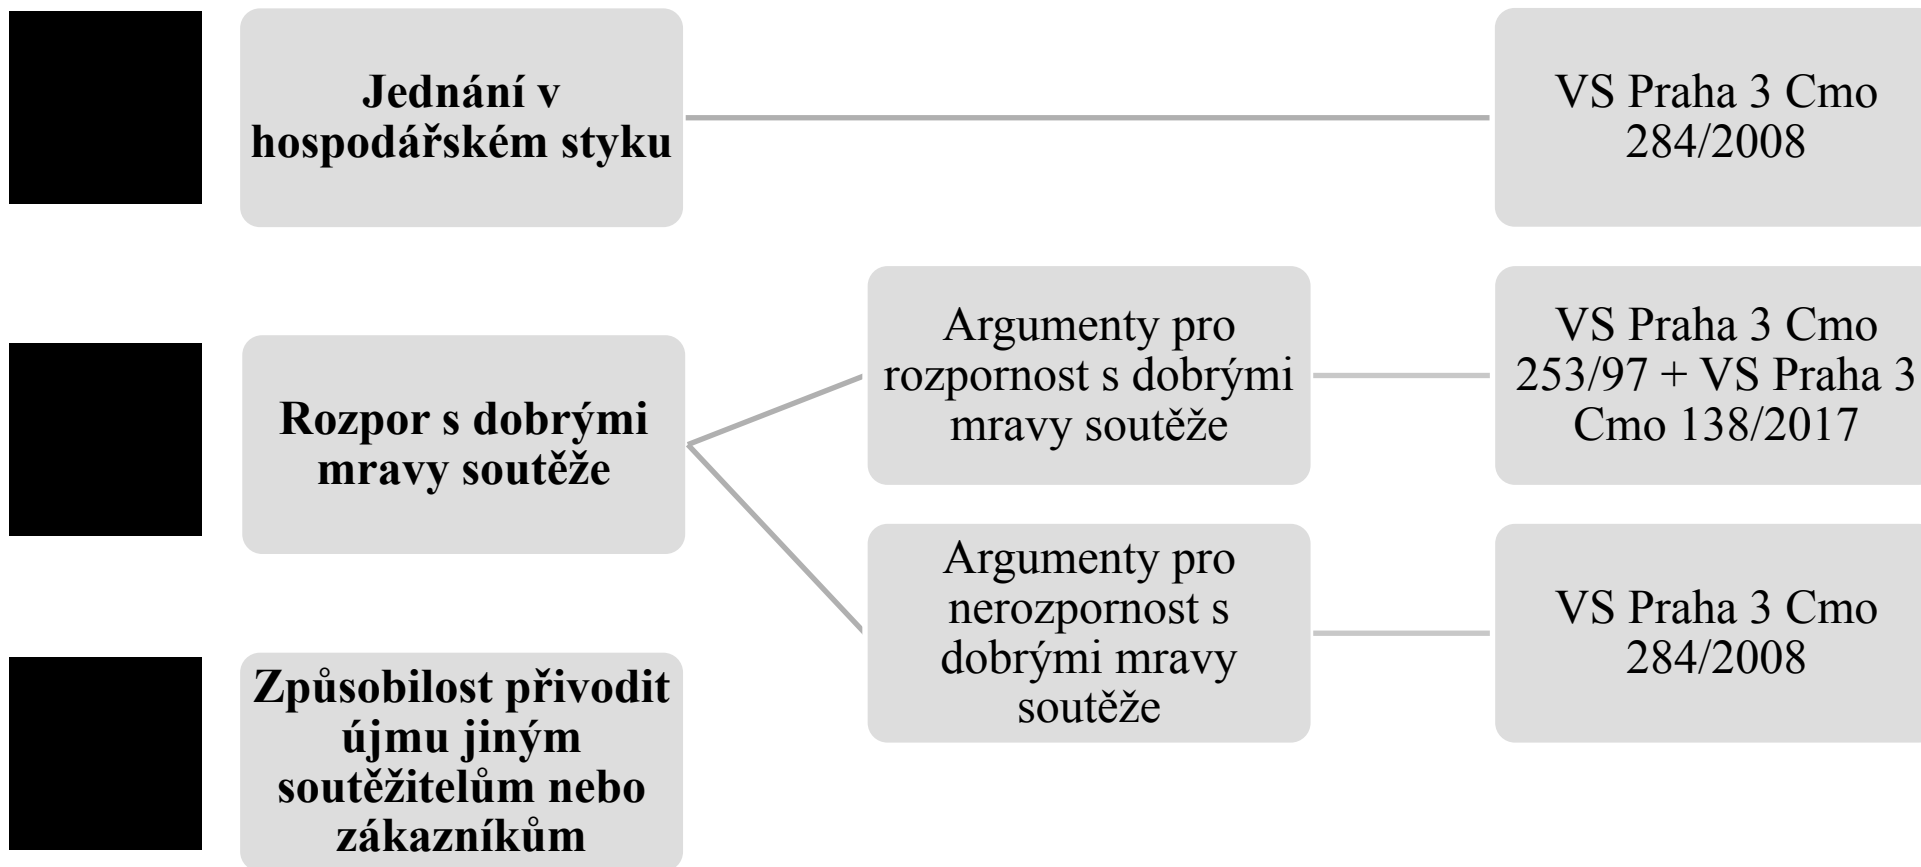 Jednání v
hospodářském styku
VS Praha 3 Cmo
284/2008
Rozpor s dobrými
mravy soutěže
Argumenty pro
rozpornost s dobrými
mravy soutěže
VS Praha 3 Cmo
253/97 + VS Praha 3
Cmo 138/2017
Argumenty pro
nerozpornost s
dobrými mravy
soutěže
VS Praha 3 Cmo
284/2008
Způsobilost přivodit
újmu jiným
soutěžitelům nebo
zákazníkům